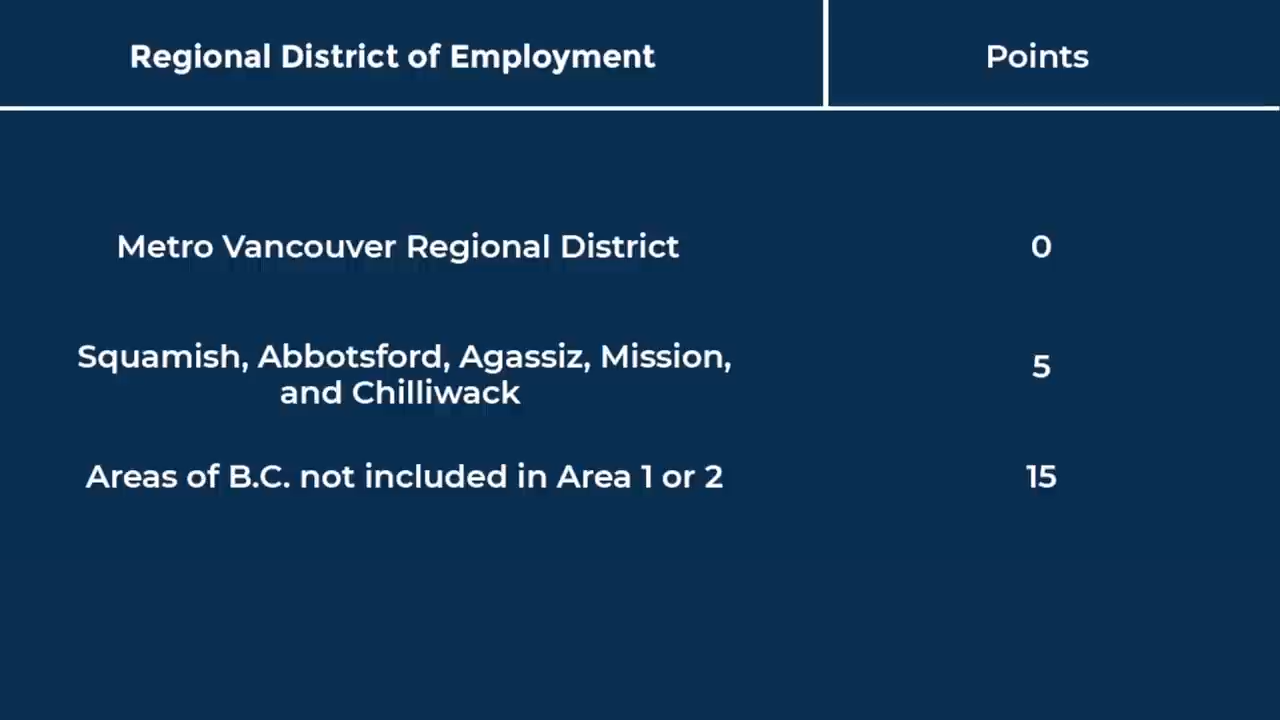 Regional District of Employment
Points
Metro Vancouver Regional District
0
Squamish, Abbotsford, Agassiz, Mission,
and Chilliwack
5
Areas of B.C. not included in Area 1 or 2
15